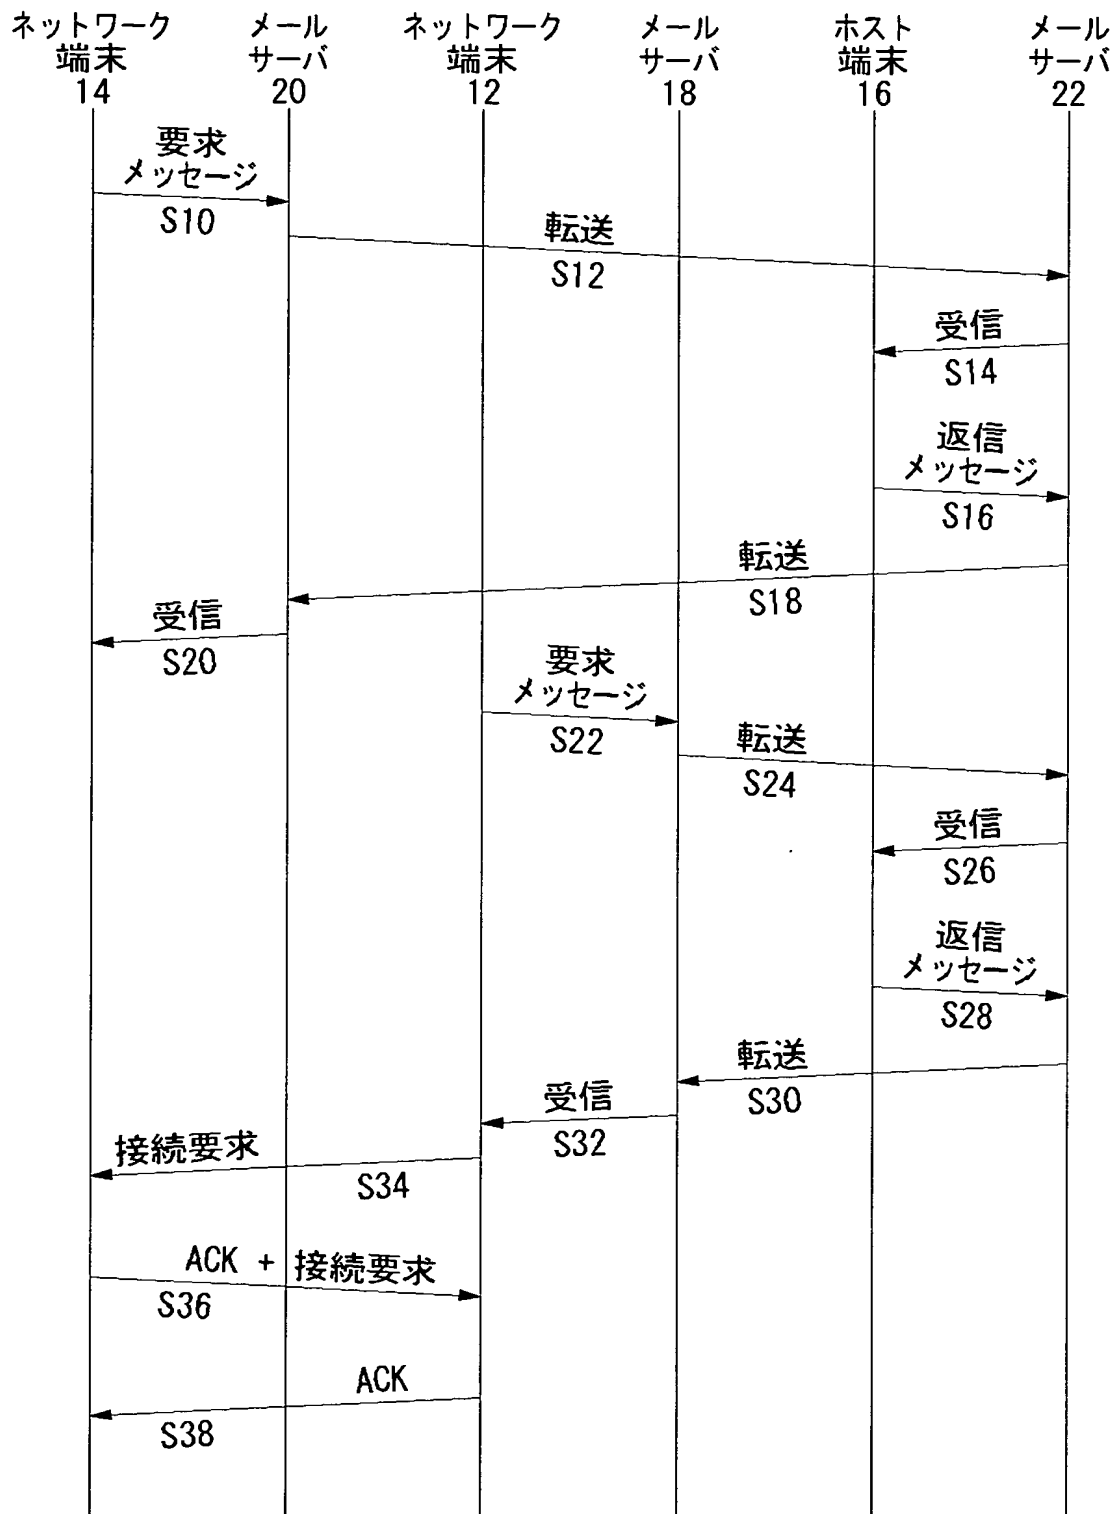 ネットワーク 端末 14
メール サーバ 20
ネットワーク 端末 12
メール サーバ 18
ホスト 端末 16
メール サーバ 22
要求
メッセージ
S10
転送
S12
受信
S14
返信
メッセージ
S16
転送
S18
受信
S20
要求
メッセージ
S22
転送
S24
受信
S26
返信
メッセージ
S28
転送
S30
受信
S32
接続要求
S34
ACK + 接続要求
S36
ACK
S38